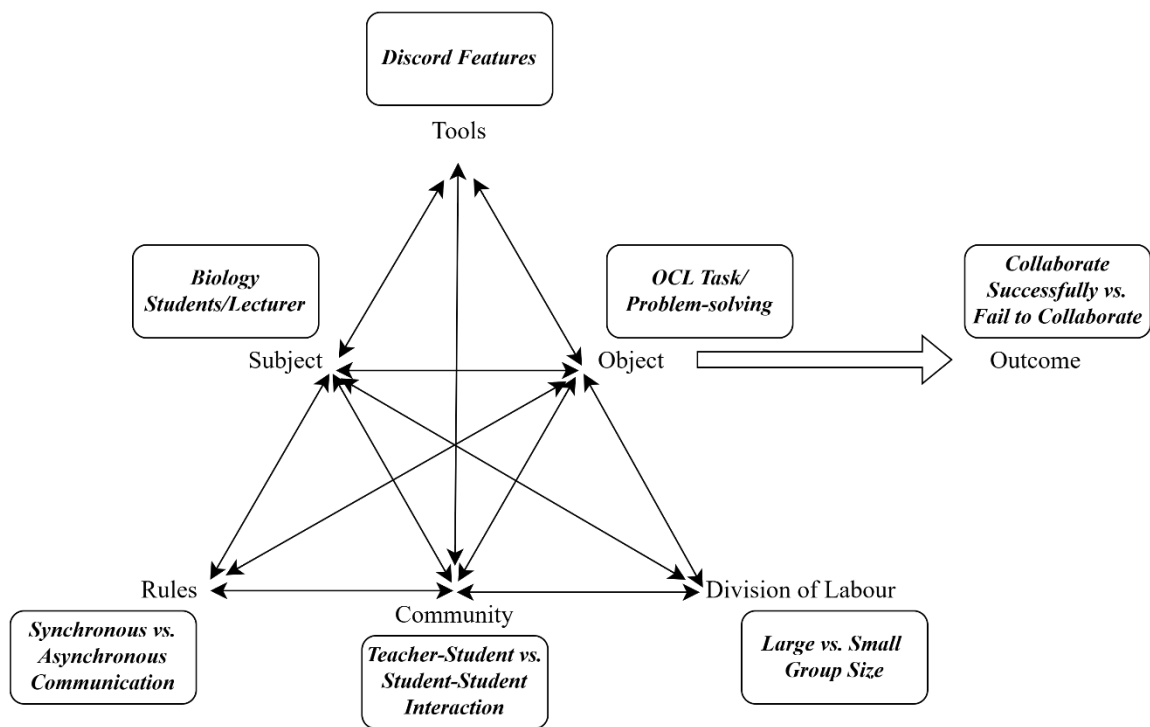 Discord Features
Tools
Biology
Students/Lecturer
Subject
OCL Task/
Problem-solving
Object
Collaborate
Successfully vs.
Fail to Collaborate
Outcome
Rules
Synchronous vs.
Asynchronous
Communication
Community
Teacher-Student vs.
Student-Student
Interaction
Division of Labour
Large vs. Small
Group Size